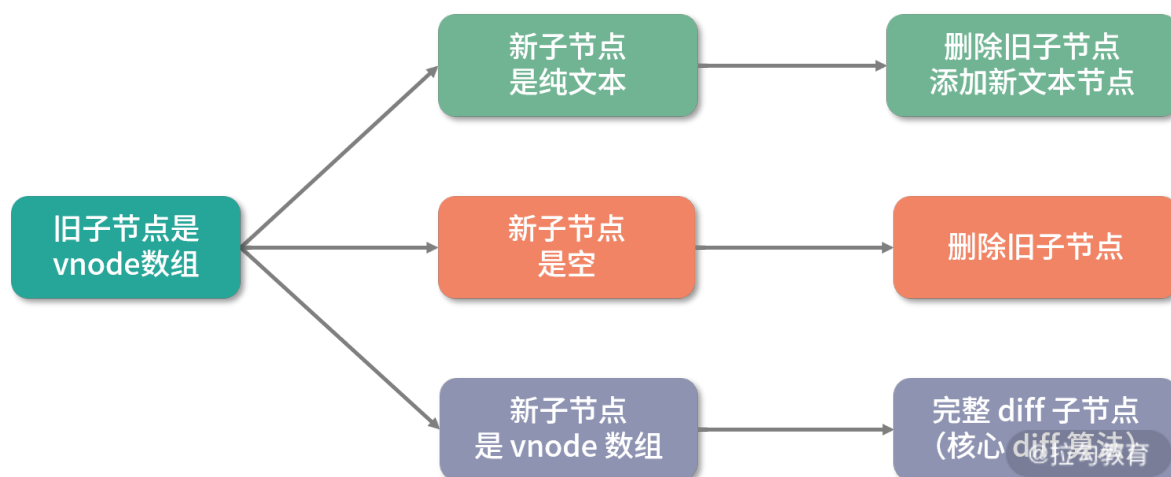 新子节点
是纯文本
删除旧子节点
添加新文本节点
旧子节点是
vnode数组
新子节点
是空
删除旧子节点
新子节点
是 vnode 数组
完整 diff 子节点
（核心 diff 算法）
@拉勾教育